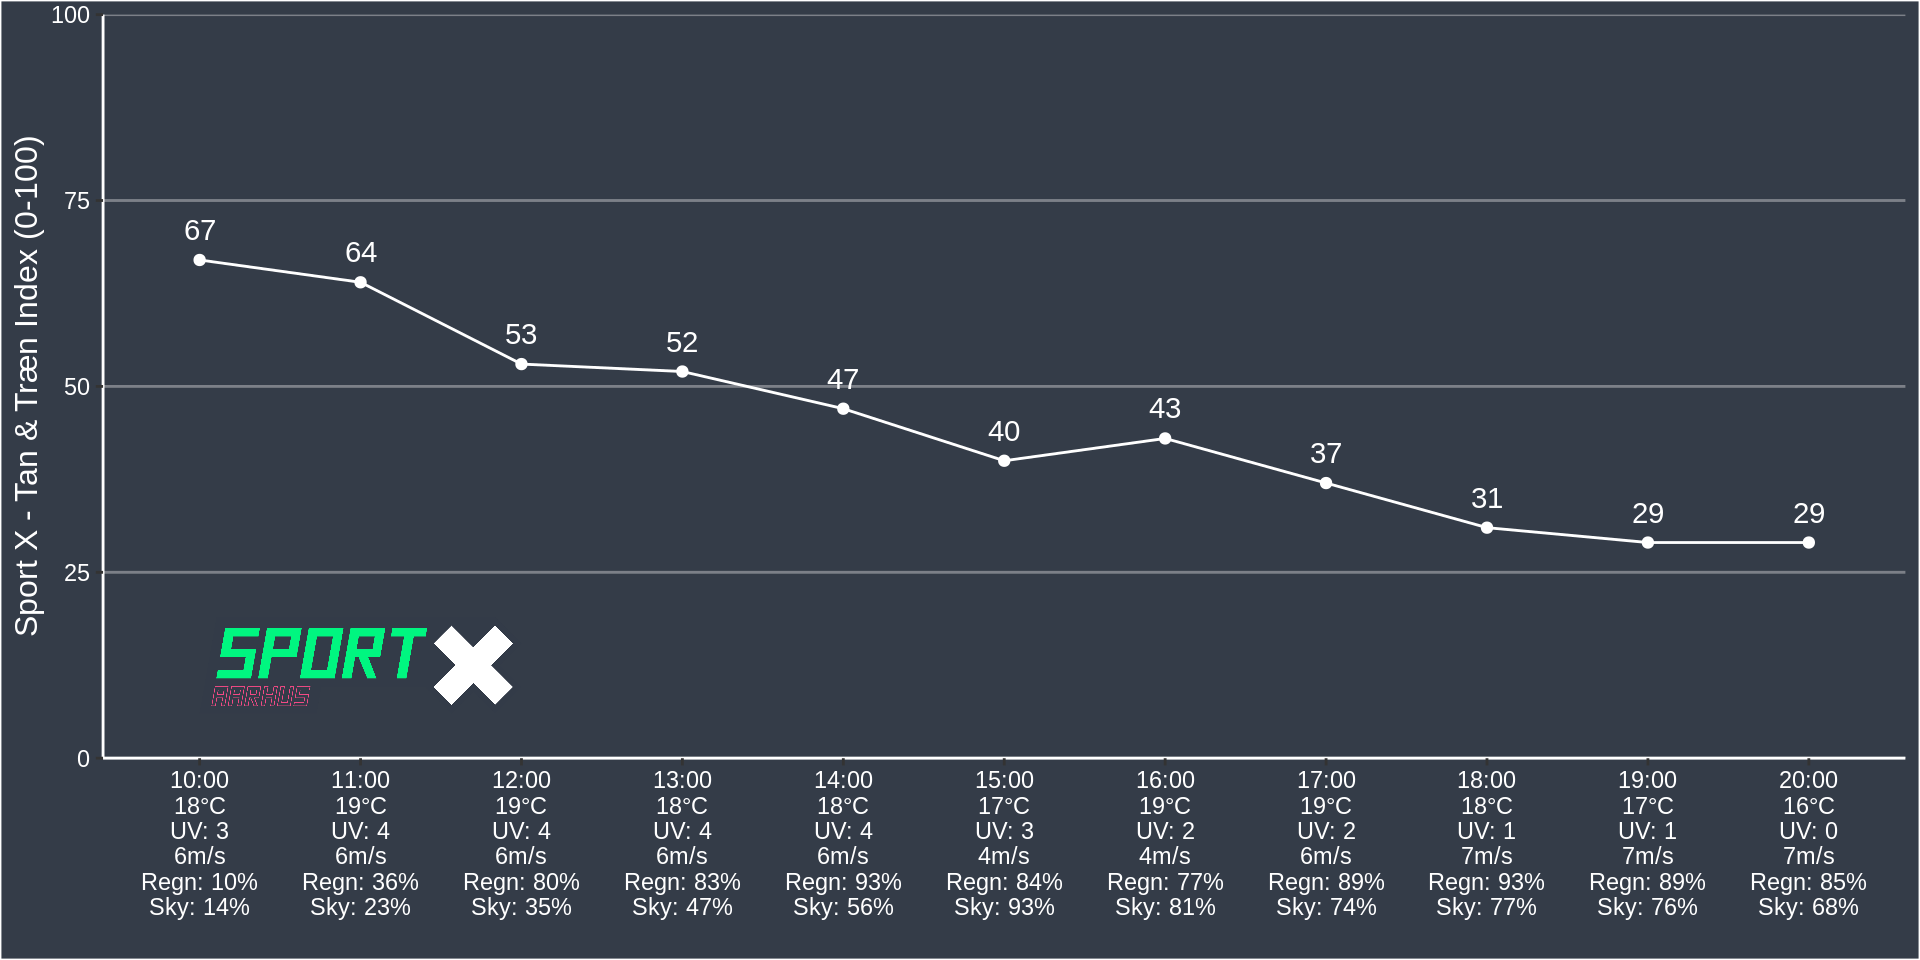 Sport X - Tan & Træn Index (0-100)
100
75
50
25
0
67
64
53
52
47
40
43
37
31
29
29
SPORT X
AARHUS
10:00 11:00 12:00 13:00 14:00 15:00 16:00 17:00 18:00 19:00 20:00
18°C 19°C 19°C 18°C 18°C 17°C 19°C 19°C 18°C 17°C 16°C
UV: 3 UV: 4 UV: 4 UV: 4 UV: 4 UV: 3 UV: 2 UV: 2 UV: 1 UV: 1 UV: 0
6m/s 6m/s 6m/s 6m/s 6m/s 4m/s 4m/s 6m/s 7m/s 7m/s 7m/s
Regn: 10% Regn: 36% Regn: 80% Regn: 83% Regn: 93% Regn: 84% Regn: 77% Regn: 89% Regn: 93% Regn: 89% Regn: 85%
Sky: 14% Sky: 23% Sky: 35% Sky: 47% Sky: 56% Sky: 93% Sky: 81% Sky: 74% Sky: 77% Sky: 76% Sky: 68%